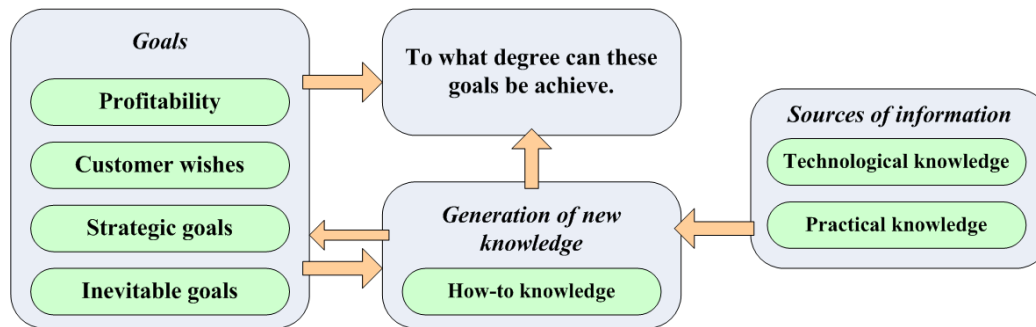 Goals
Profitability
Customer wishes
Strategic goals
Inevitable goals
To what degree can these
goals be achieve.
Generation of new
knowledge
How-to knowledge
Sources of information
Technological knowledge
Practical knowledge